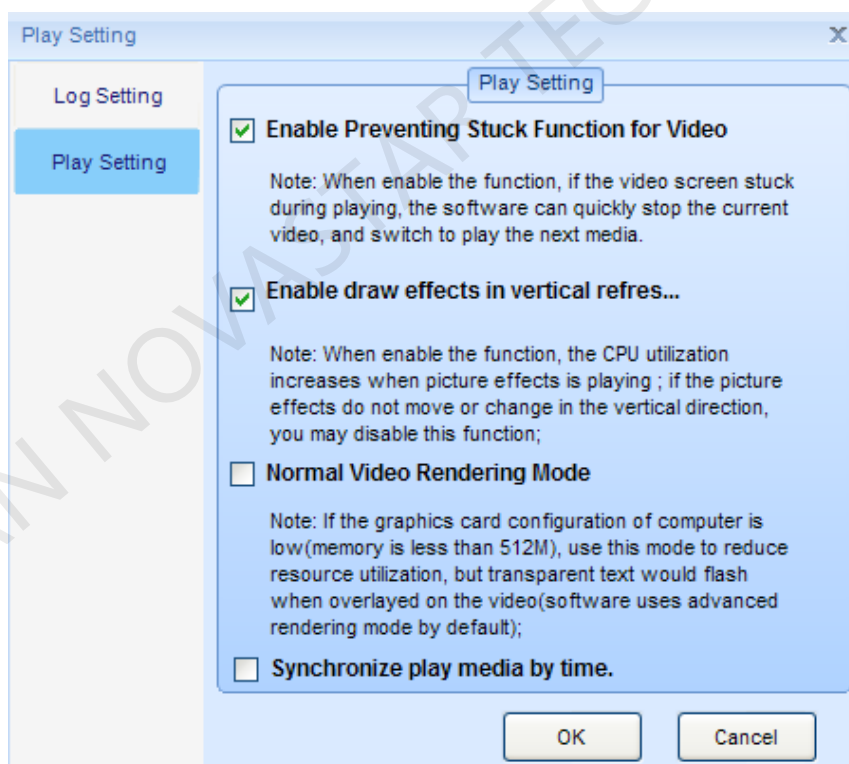 Play Setting
X
Log Setting
Play Setting
Play Setting
Enable Preventing Stuck Function for Video
Note: When enable the function, if the video screen stuck
during playing, the software can quickly stop the current
video, and switch to play the next media.
Enable draw effects in vertical refres...
Note: When enable the function, the CPU utilization
increases when picture effects is playing ; if the picture
effects do not move or change in the vertical direction,
you may disable this function;
Normal Video Rendering Mode
Note: If the graphics card configuration of computer is
low(memory is less than 512M), use this mode to reduce
resource utilization, but transparent text would flash
when overlayed on the video(software uses advanced
rendering mode by default);
Synchronize play media by time.
OK
Cancel
AN NOVASTAR TEC